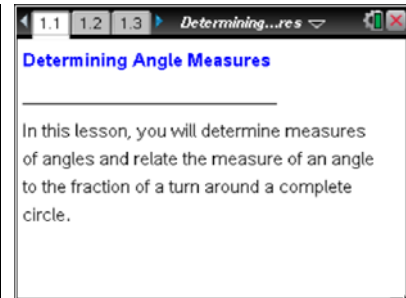 1.1 1.2 1.3 Determining...res
Determining Angle Measures
In this lesson, you will determine measures
of angles and relate the measure of an angle
to the fraction of a turn around a complete
circle.